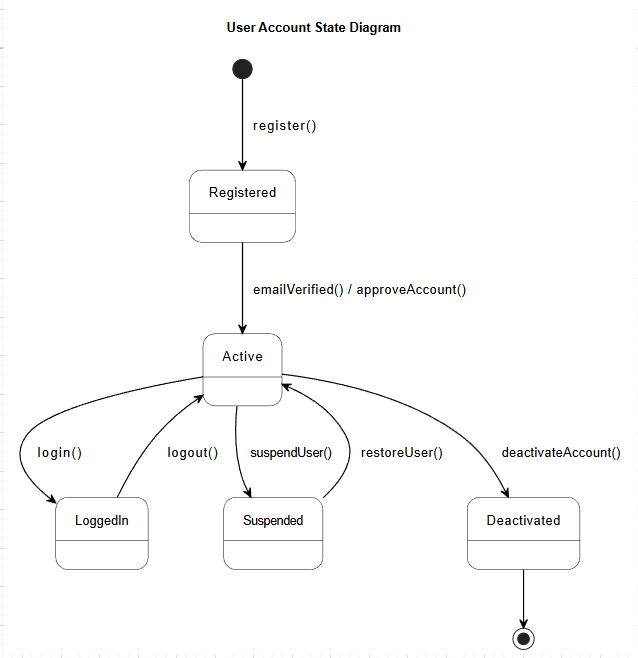 User Account State Diagram
register()
Registered
emailVerified() / approveAccount()
Active
login()
logout()
suspendUser()
restoreUser()
deactivateAccount()
LoggedIn
Suspended
Deactivated